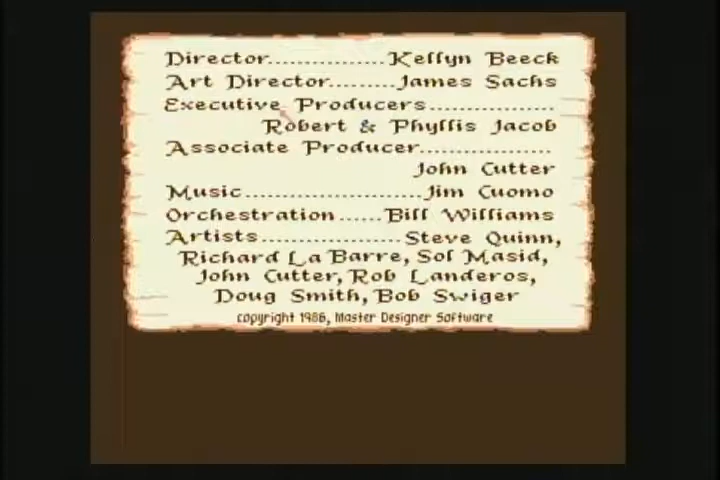 Director...............Kellyn Beeck
Art Director.........James Sachs
Executive Producers................
Robert & Phyllis Jacob
Associate Producer.................
John Cutter
Music.......................Jim Cuomo
Orchestration......Bill Williams
Artists..................Steve Quinn,
Richard La Barre, Sol Masid,
John Cutter, Rob Landeros,
Doug Smith, Bob Swiger
copyright 1986, Master Designer Software